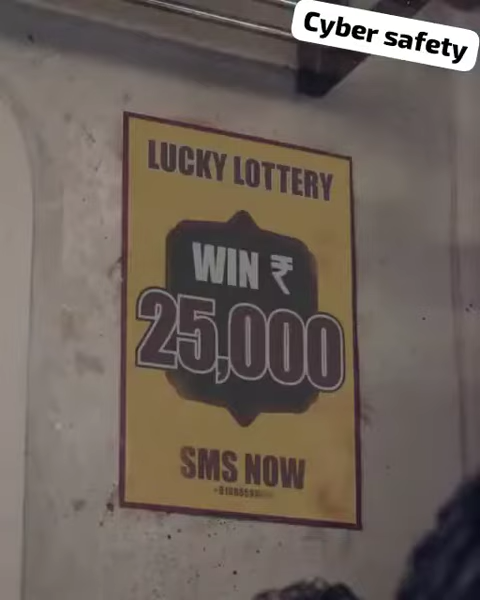 Cyber safety
LUCKY LOTTERY
WIN ₹
25,000
SMS NOW